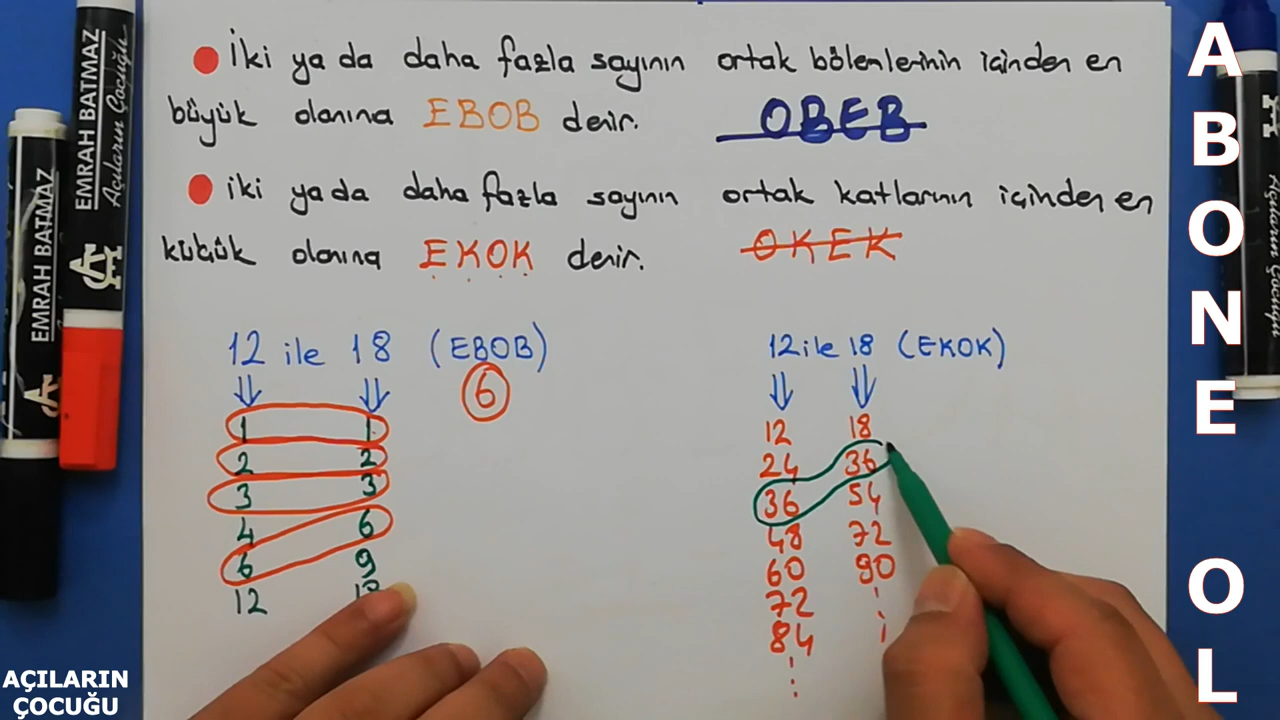 İki ya da daha fazla sayının ortak bölenlerinin içinden en
büyük olanına EBOB denir. OBEB
iki ya da daha fazla sayının ortak katlarının içinden en
küçük olanına EKOK denir. OKEK
12 ile 18 (EBOB)
6
1 1
2 2
3 3
4 6
6 9
12
12 ile 18 (EKOK)
12 18
24 36
36 54
48 72
60 90
72
84
EMRAH BATMAZ
Açıların Çocuğu
EMRAH BATMAZ
ABONE OL
AÇILARIN
ÇOCUĞU